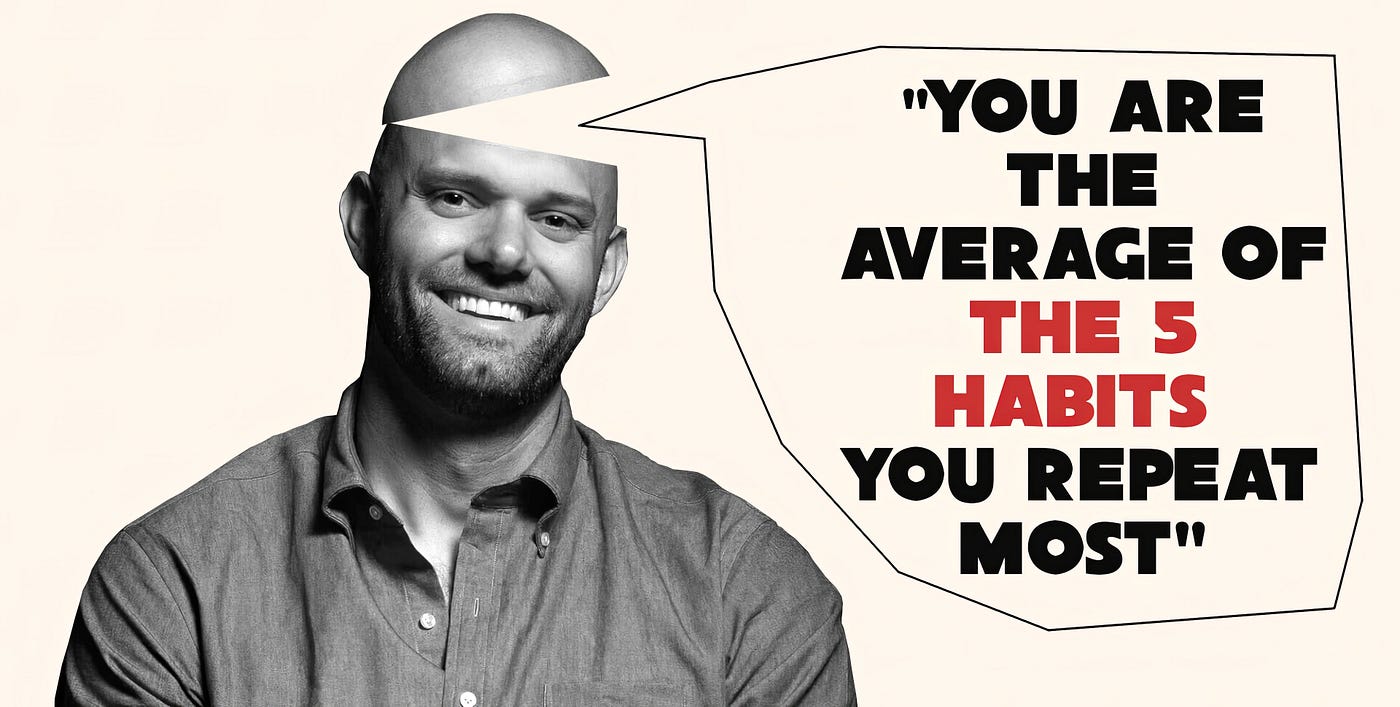 "YOU ARE
THE
AVERAGE OF
THE 5
HABITS
YOU REPEAT
MOST"